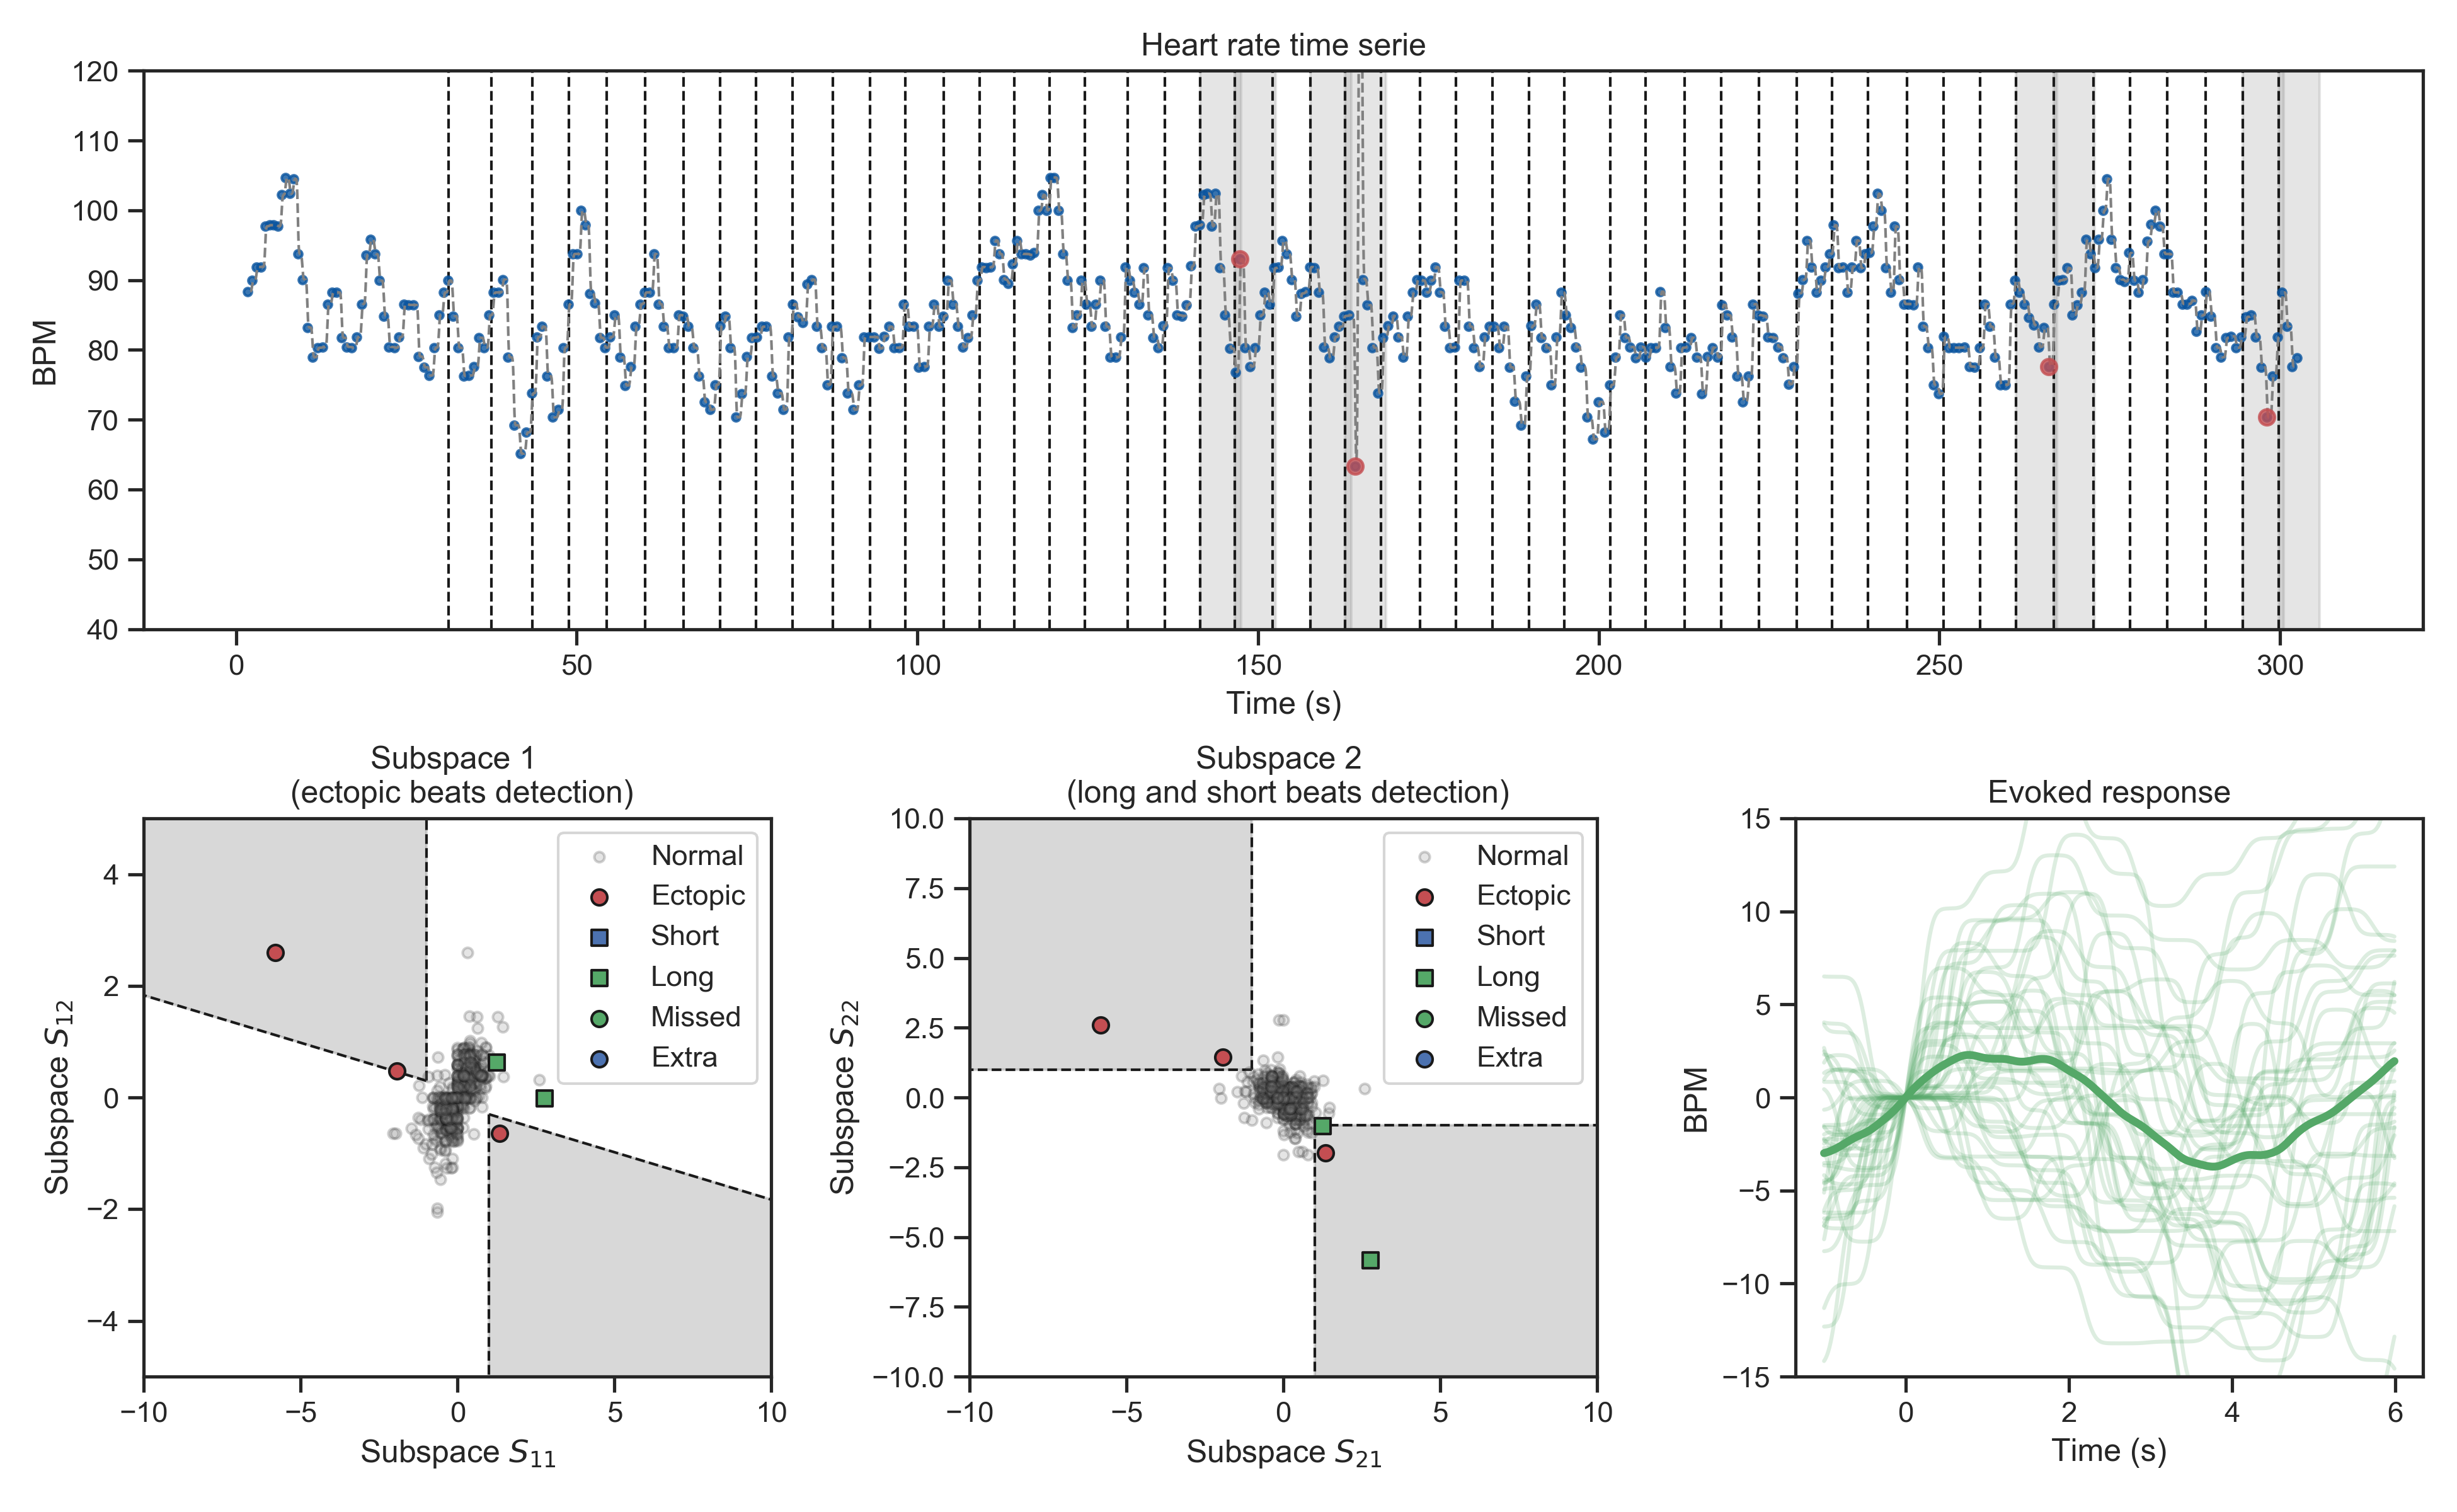 Heart rate time serie
120
110
100
90
80
70
60
50
40
BPM
0 50 100 150 200 250 300
Time (s)
Subspace 1
(ectopic beats detection)
4
2
0
−2
−4
Subspace S12
Normal
Ectopic
Short
Long
Missed
Extra
−10 −5 0 5 10
Subspace S11
Subspace 2
(long and short beats detection)
10.0
7.5
5.0
2.5
0.0
−2.5
−5.0
−7.5
−10.0
Subspace S22
Normal
Ectopic
Short
Long
Missed
Extra
−10 −5 0 5 10
Subspace S21
Evoked response
15
10
5
0
−5
−10
−15
BPM
0 2 4 6
Time (s)